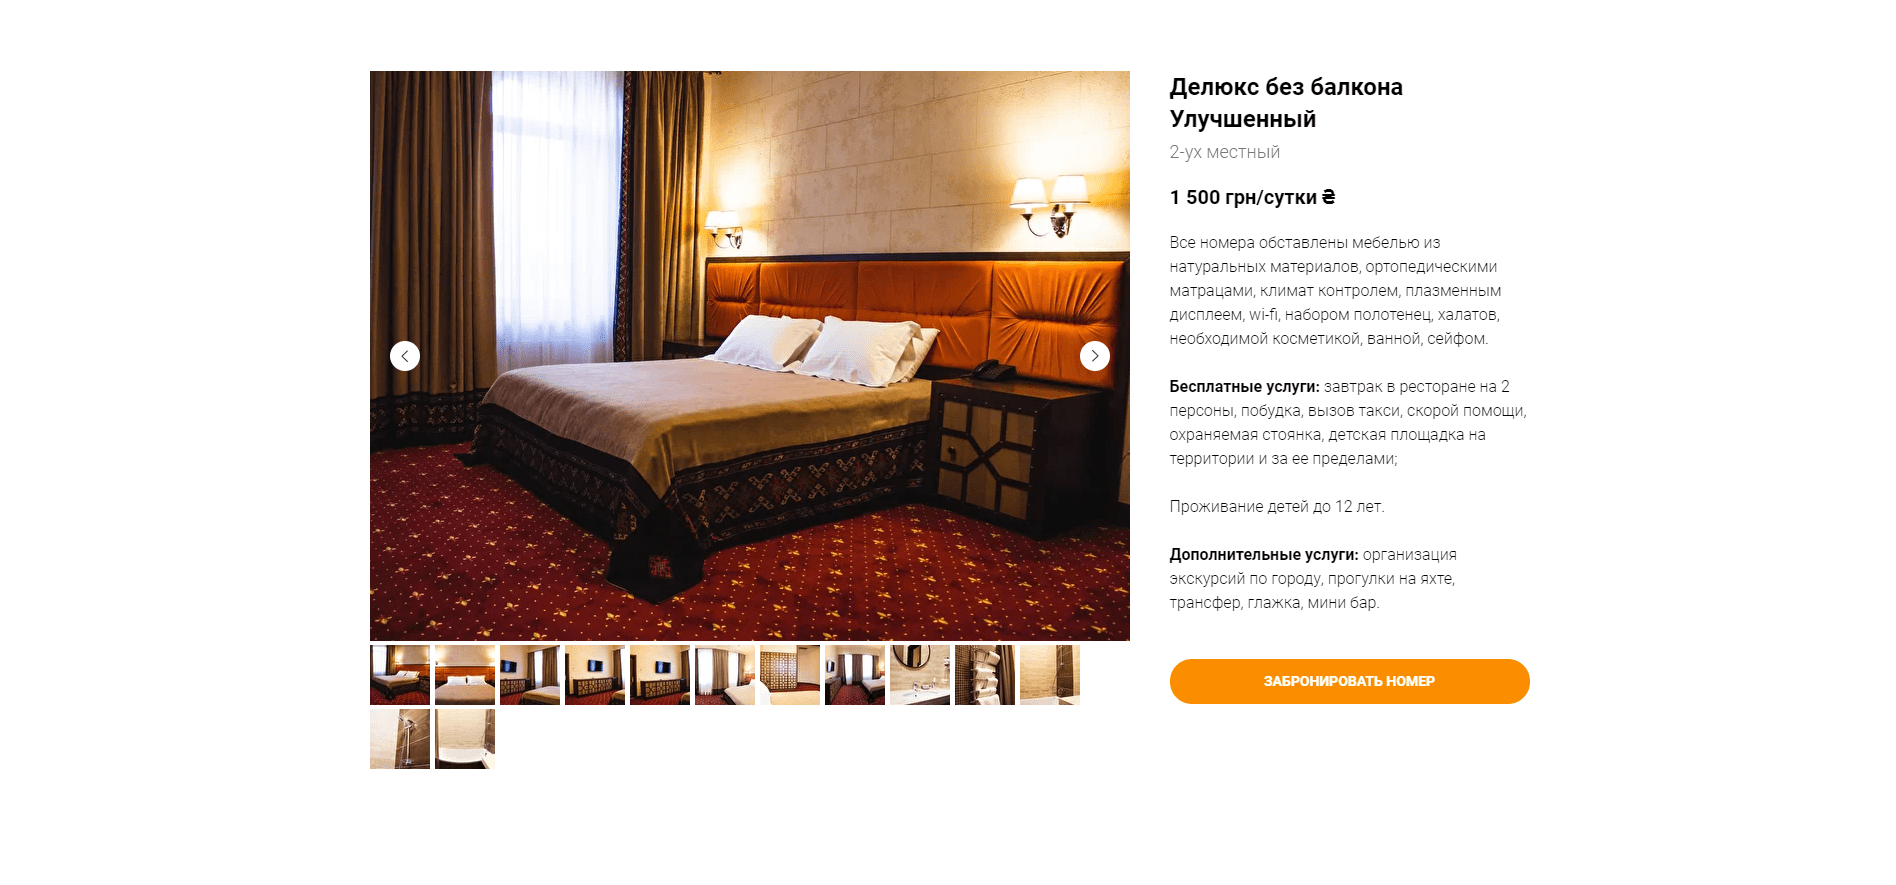 Делюкс без балкона
Улучшенный
2-ух местный
1 500 грн/сутки ₴
Все номера обставлены мебелью из
натуральных материалов, ортопедическими
матрацами, климат контролем, плазменным
дисплеем, wi-fi, набором полотенец, халатов,
необходимой косметикой, ванной, сейфом.
Бесплатные услуги: завтрак в ресторане на 2
персоны, побудка, вызов такси, скорой помощи,
охраняемая стоянка, детская площадка на
территории и за ее пределами;
Проживание детей до 12 лет.
Дополнительные услуги: организация
экскурсий по городу, прогулки на яхте,
трансфер, глажка, мини бар.
ЗАБРОНИРОВАТЬ НОМЕР